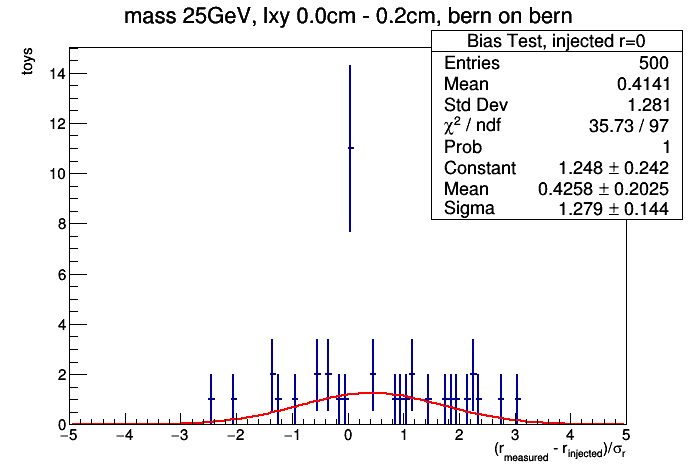 mass 25GeV, lxy 0.0cm - 0.2cm, bern on bern
Bias Test, injected r=0
Entries 500
Mean 0.4141
Std Dev 1.281
χ² / ndf 35.73 / 97
Prob 1
Constant 1.248 ± 0.242
Mean 0.4258 ± 0.2025
Sigma 1.279 ± 0.144
toys
14
12
10
8
6
4
2
0
−5 −4 −3 −2 −1 0 1 2 3 4 5
(r_measured - r_injected)/σ_r